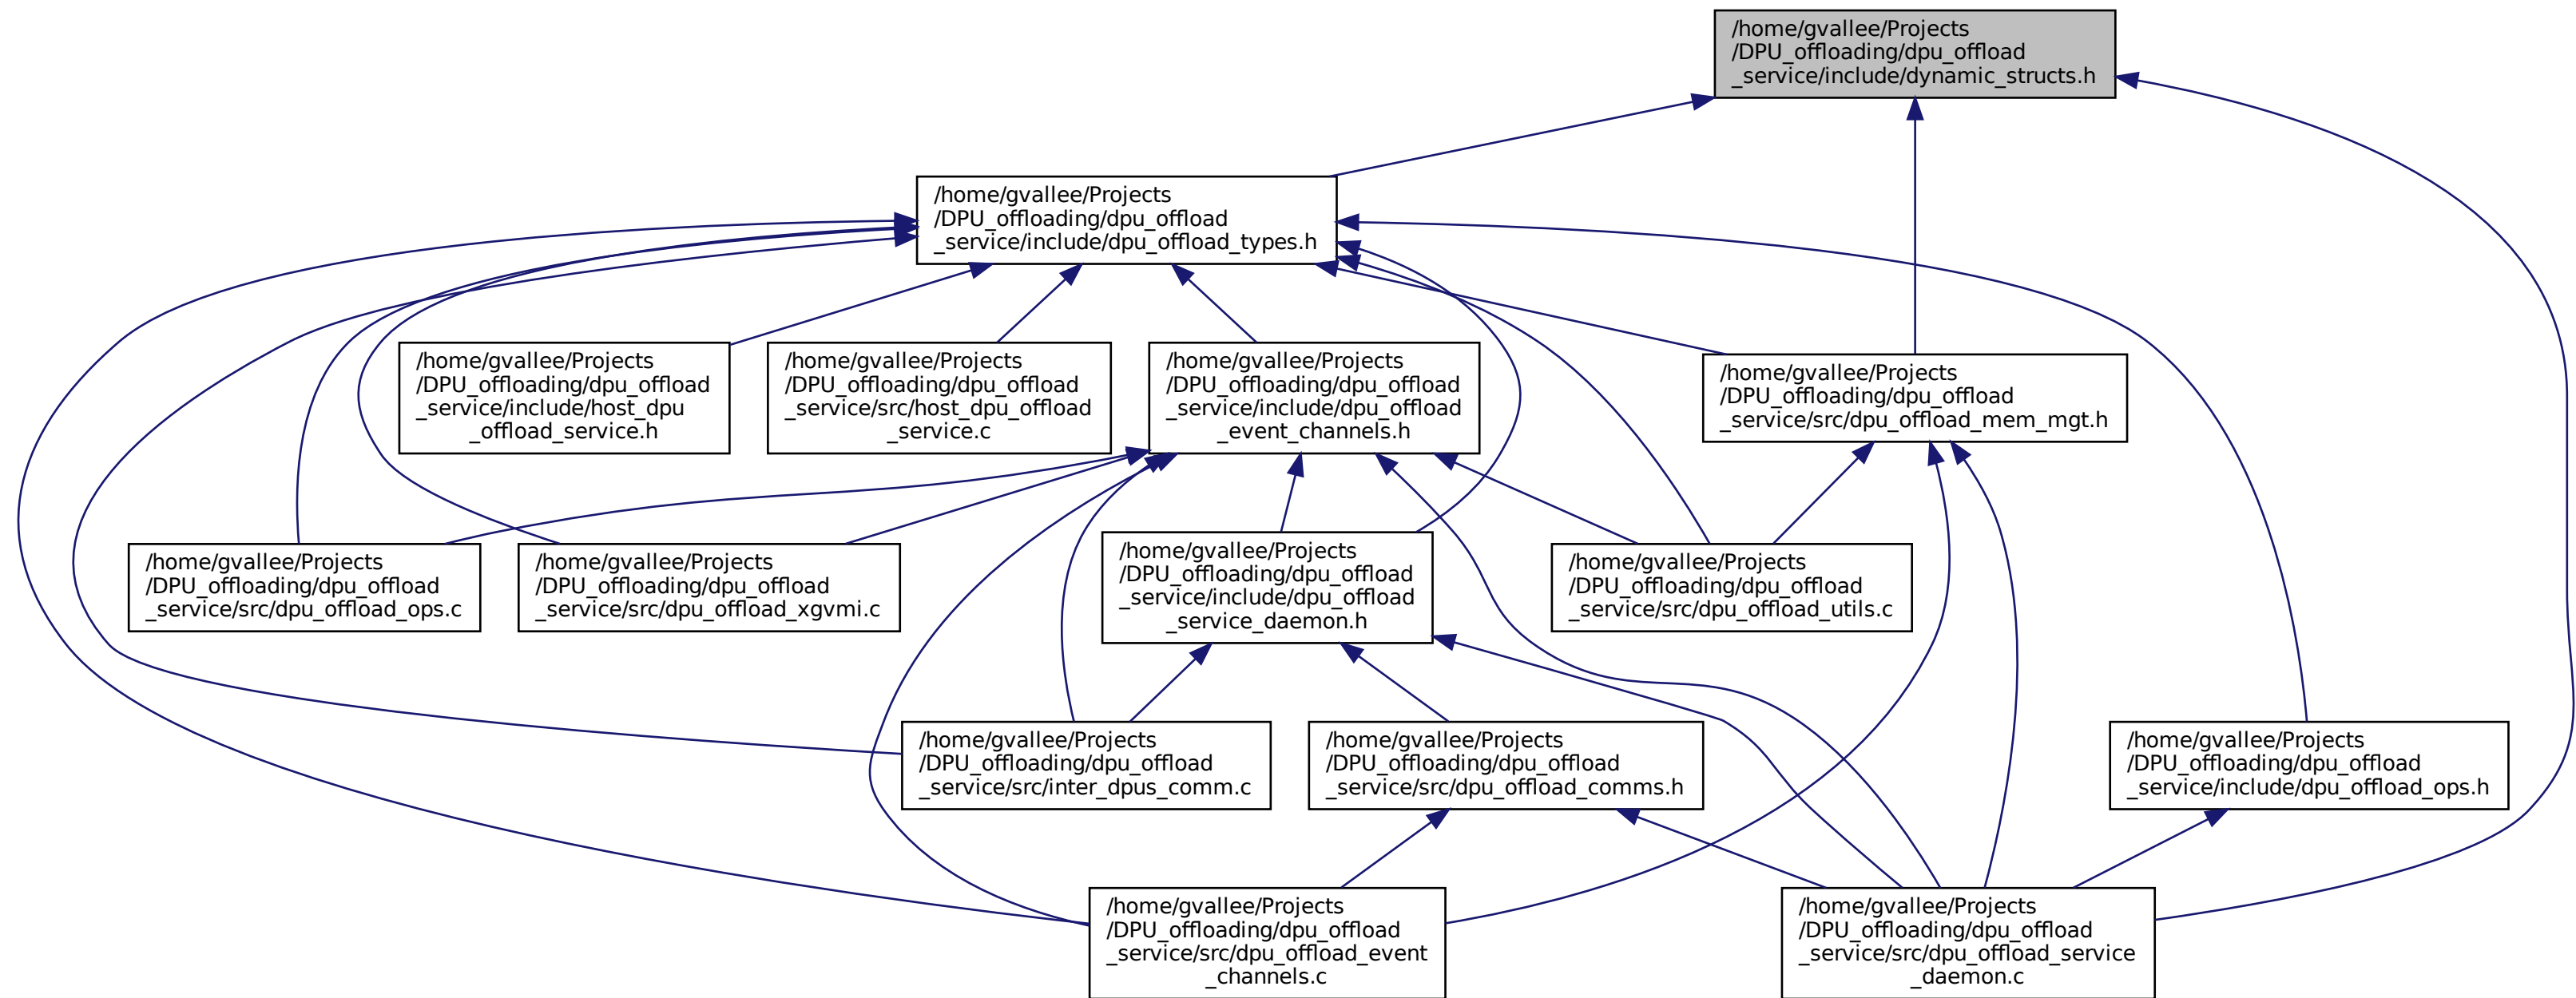 /home/gvallee/Projects
/DPU_offloading/dpu_offload
_service/include/dynamic_structs.h
/home/gvallee/Projects
/DPU_offloading/dpu_offload
_service/include/dpu_offload_types.h
/home/gvallee/Projects
/DPU_offloading/dpu_offload
_service/include/host_dpu
_offload_service.h
/home/gvallee/Projects
/DPU_offloading/dpu_offload
_service/src/host_dpu_offload
_service.c
/home/gvallee/Projects
/DPU_offloading/dpu_offload
_service/include/dpu_offload
_event_channels.h
/home/gvallee/Projects
/DPU_offloading/dpu_offload
_service/src/dpu_offload_mem_mgt.h
/home/gvallee/Projects
/DPU_offloading/dpu_offload
_service/src/dpu_offload_ops.c
/home/gvallee/Projects
/DPU_offloading/dpu_offload
_service/src/dpu_offload_xgvmi.c
/home/gvallee/Projects
/DPU_offloading/dpu_offload
_service/include/dpu_offload
_service_daemon.h
/home/gvallee/Projects
/DPU_offloading/dpu_offload
_service/src/dpu_offload_utils.c
/home/gvallee/Projects
/DPU_offloading/dpu_offload
_service/src/inter_dpus_comm.c
/home/gvallee/Projects
/DPU_offloading/dpu_offload
_service/src/dpu_offload_comms.h
/home/gvallee/Projects
/DPU_offloading/dpu_offload
_service/include/dpu_offload_ops.h
/home/gvallee/Projects
/DPU_offloading/dpu_offload
_service/src/dpu_offload_event
_channels.c
/home/gvallee/Projects
/DPU_offloading/dpu_offload
_service/src/dpu_offload_service
_daemon.c